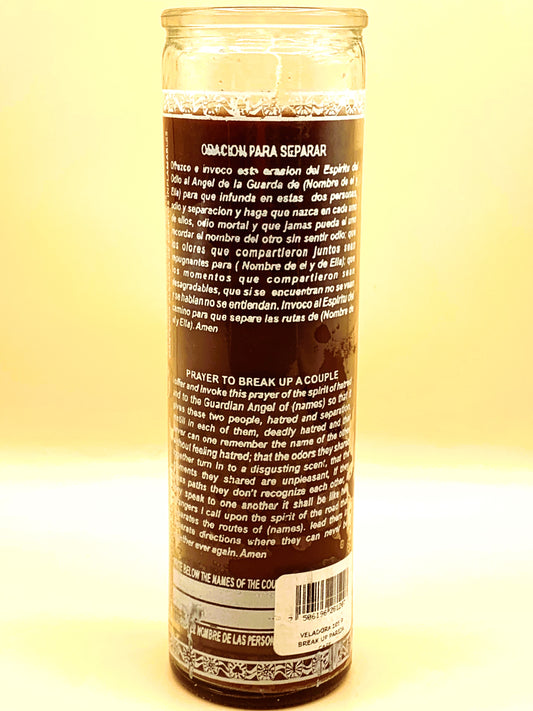 INFLAMABLES
ORACION PARA SEPARAR
Ofrezco e invoco esta orasion del Espiritu del
Odio al Angel de la Guarda de (Nombre de el y
Ella) para que infunda en estas dos personas,
odio y separacion y haga que nazca en cada uno
de ellos, odio mortal y que jamas pueda el uno
recordar el nombre del otro sin sentir odio; que
los olores que compartieron juntos sean
repugnantes para ( Nombre de el y de Ella); que
los momentos que compartieron sean
desagradables, que si se encuentran no se vean
y se hablan no se entiendan. Invoco al Espiritu del
camino para que separe las rutas de (Nombre de
el y Ella). Amen
PRAYER TO BREAK UP A COUPLE
I offer and invoke this prayer of the spirit of hatred
and to the Guardian Angel of (names) so that it
gives these two people, hatred and separation,
instill in each of them, deadly hatred and that
never can one remember the name of the other
without feeling hatred; that the odors they shared
together turn in to a disgusting scent, that the
moments they shared are unpleasant. If they
cross paths they don't recognize each other,
speak to one another it shall be like
strangers I call upon the spirit of the road that
separates the routes of (names). lead them
separate directions where they can never be
together ever again. Amen
WRITE BELOW THE NAMES OF THE COU
NOMBRE DE LAS PERSON
VELADORA
BREAK UP